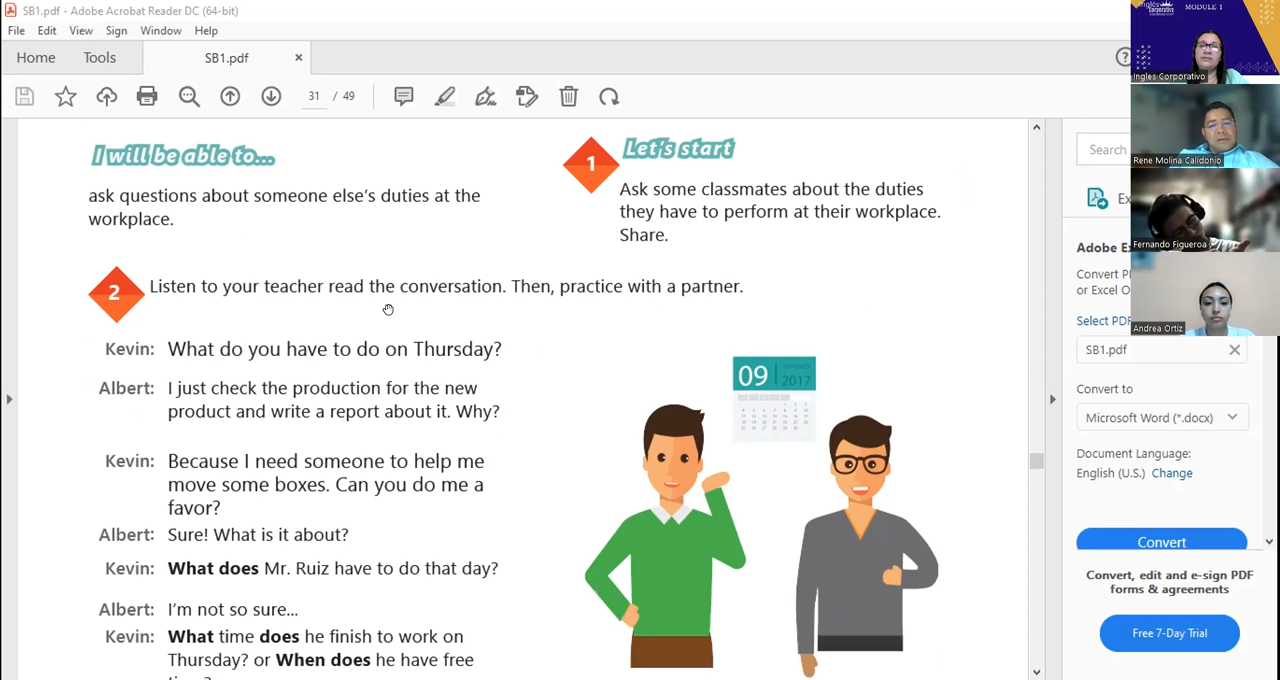 SB1.pdf - Adobe Acrobat Reader DC (64-bit)
File Edit View Sign Window Help
Home Tools SB1.pdf ×
31 / 49
I will be able to...
ask questions about someone else's duties at the
workplace.
1
Let's start
Ask some classmates about the duties
they have to perform at their workplace.
Share.
2
Listen to your teacher read the conversation. Then, practice with a partner.
Kevin: What do you have to do on Thursday?
Albert: I just check the production for the new
product and write a report about it. Why?
Kevin: Because I need someone to help me
move some boxes. Can you do me a
favor?
Albert: Sure! What is it about?
Kevin: What does Mr. Ruiz have to do that day?
Albert: I'm not so sure...
Kevin: What time does he finish to work on
Thursday? or When does he have free
09 2017
Search
Adobe Ex
Convert
or Excel O
Select PDF
SB1.pdf
Convert to
Microsoft Word (*.docx)
Document Language:
English (U.S.) Change
Convert
Convert, edit and e-sign PDF
forms & agreements
Free 7-Day Trial
Inglés
Corporativo
MODULE 1
Ingles Corporativo
Rene Molina Calidonio
Fernando Figueroa
Andrea Ortiz